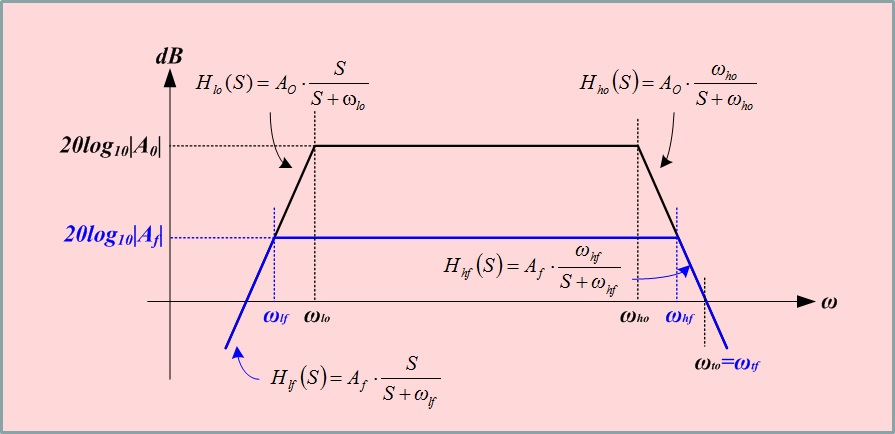 dB
H_lo(S) = A_O · S / (S + ω_lo)
H_ho(S) = A_O · ω_ho / (S + ω_ho)
20log₁₀|A₀|
20log₁₀|A_f|
H_hf(S) = A_f · ω_hf / (S + ω_hf)
ω_lf ω_lo ω_ho ω_hf ω
ω_to=ω_tf
H_lf(S) = A_f · S / (S + ω_lf)